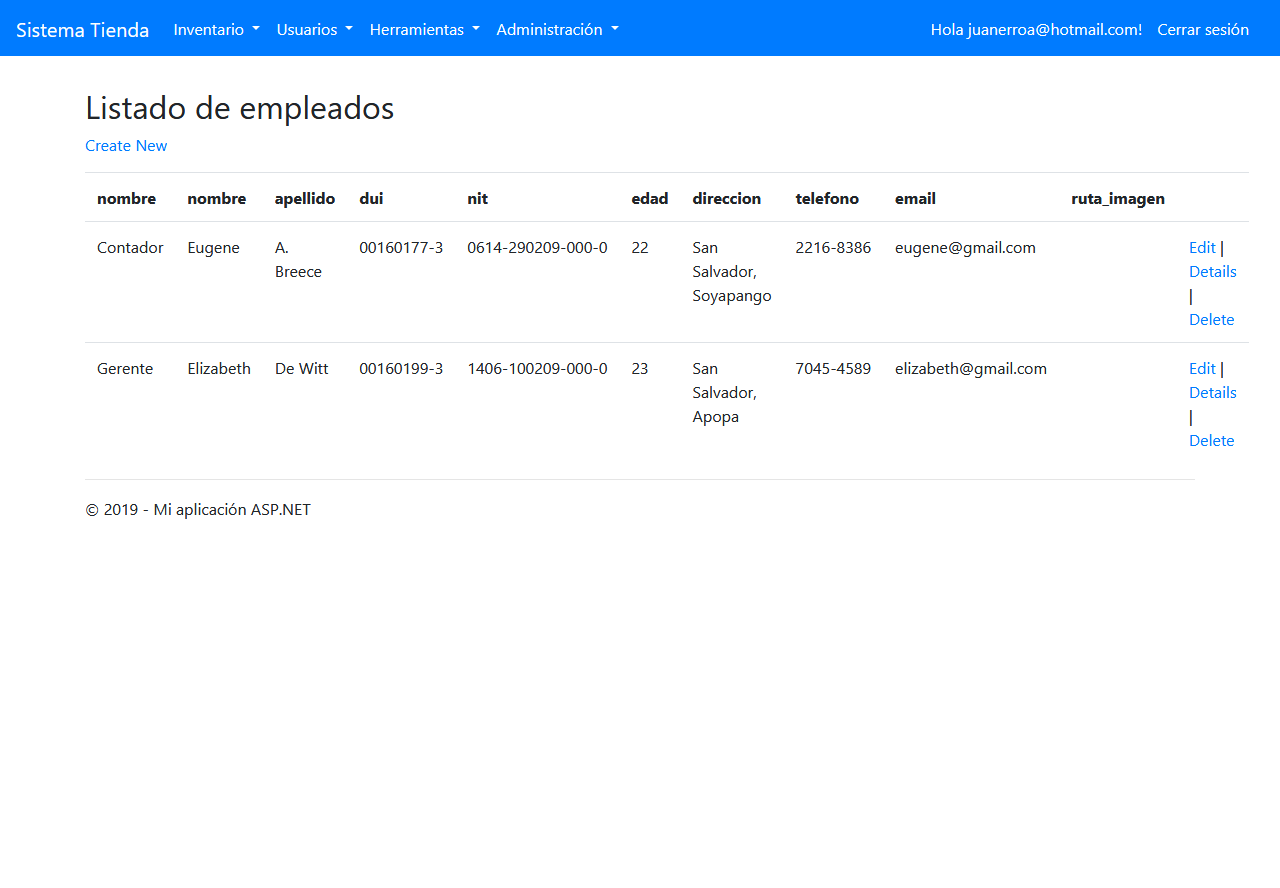 Sistema Tienda Inventario Usuarios Herramientas Administración Hola juanerroa@hotmail.com! Cerrar sesión
Listado de empleados
Create New
nombre nombre apellido dui nit edad direccion telefono email ruta_imagen
Contador Eugene A. 00160177-3 0614-290209-000-0 22 San 2216-8386 eugene@gmail.com Edit |
Breece Salvador, Details
Soyapango |
Delete
Gerente Elizabeth De Witt 00160199-3 1406-100209-000-0 23 San 7045-4589 elizabeth@gmail.com Edit |
Salvador, Details
Apopa |
Delete
© 2019 - Mi aplicación ASP.NET